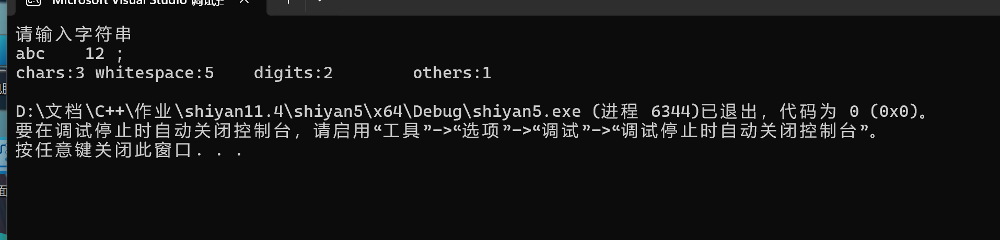 Microsoft Visual Studio 调试控
请输入字符串
abc    12 ;
chars:3 whitespace:5    digits:2        others:1
D:\文档\C++\作业\shiyan11.4\shiyan5\x64\Debug\shiyan5.exe (进程 6344)已退出，代码为 0 (0x0)。
要在调试停止时自动关闭控制台，请启用“工具”->“选项”->“调试”->“调试停止时自动关闭控制台”。
按任意键关闭此窗口. . .
面